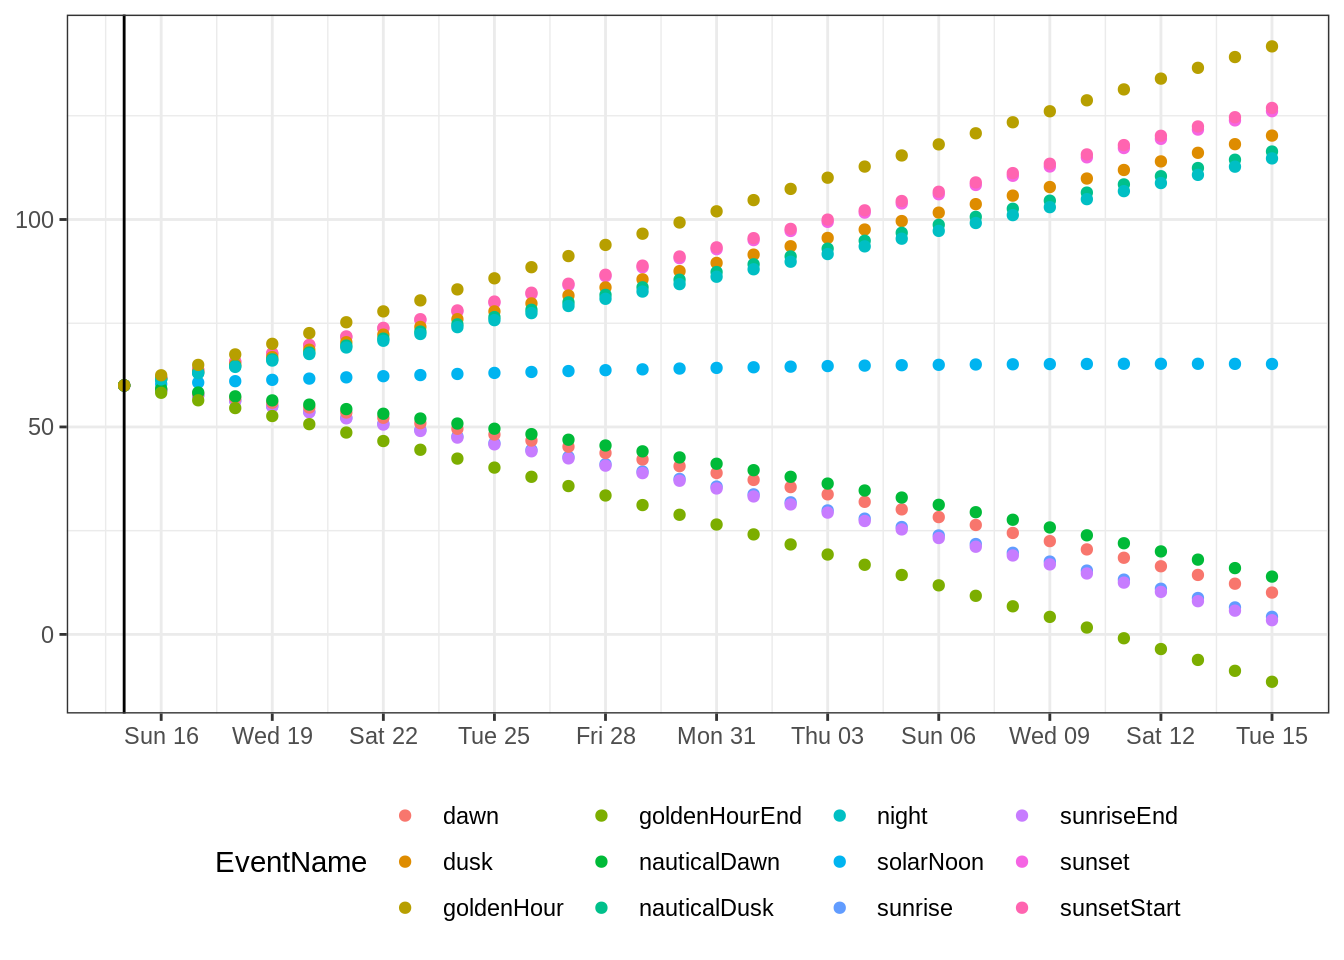 100
50
0
Sun 16 Wed 19 Sat 22 Tue 25 Fri 28 Mon 31 Thu 03 Sun 06 Wed 09 Sat 12 Tue 15
EventName
dawn goldenHourEnd night sunriseEnd
dusk nauticalDawn solarNoon sunset
goldenHour nauticalDusk sunrise sunsetStart